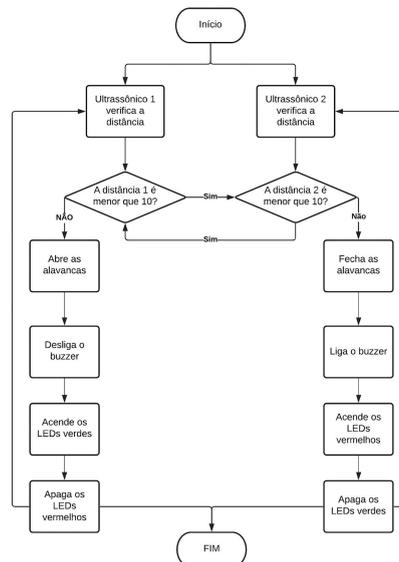 Início
Ultrassônico 1
verifica a
distância
Ultrassônico 2
verifica a
distância
A distância 1 é
menor que 10?
Sim
A distância 2 é
menor que 10?
NÃO
Não
Sim
Abre as
alavancas
Fecha as
alavancas
Desliga o
buzzer
Liga o buzzer
Acende os
LEDs verdes
Acende os
LEDs
vermelhos
Apaga os
LEDs
vermelhos
Apaga os
LEDs verdes
FIM